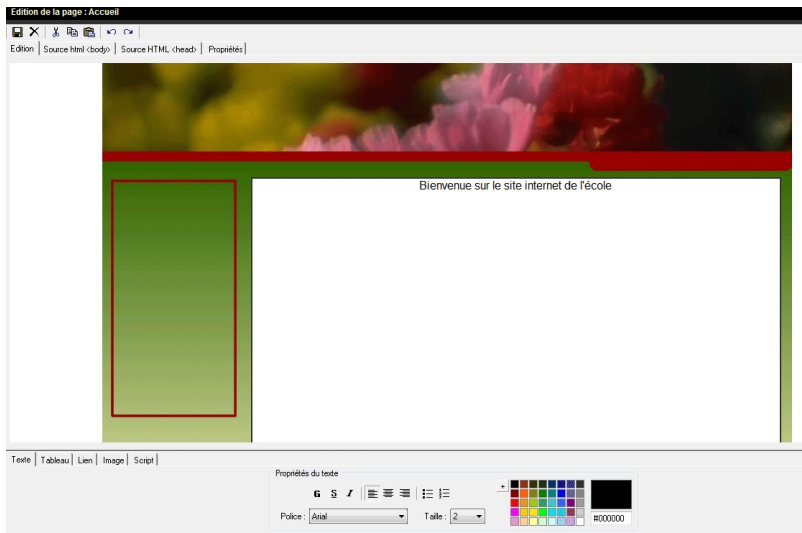 Edition de la page : Accueil
Edition Source html <body> Source HTML <head> Propriétés
Bienvenue sur le site internet de l'école
Texte Tableau Lien Image Script
Propriétés du texte
G S I
+
Police : Arial Taille : 2
#000000